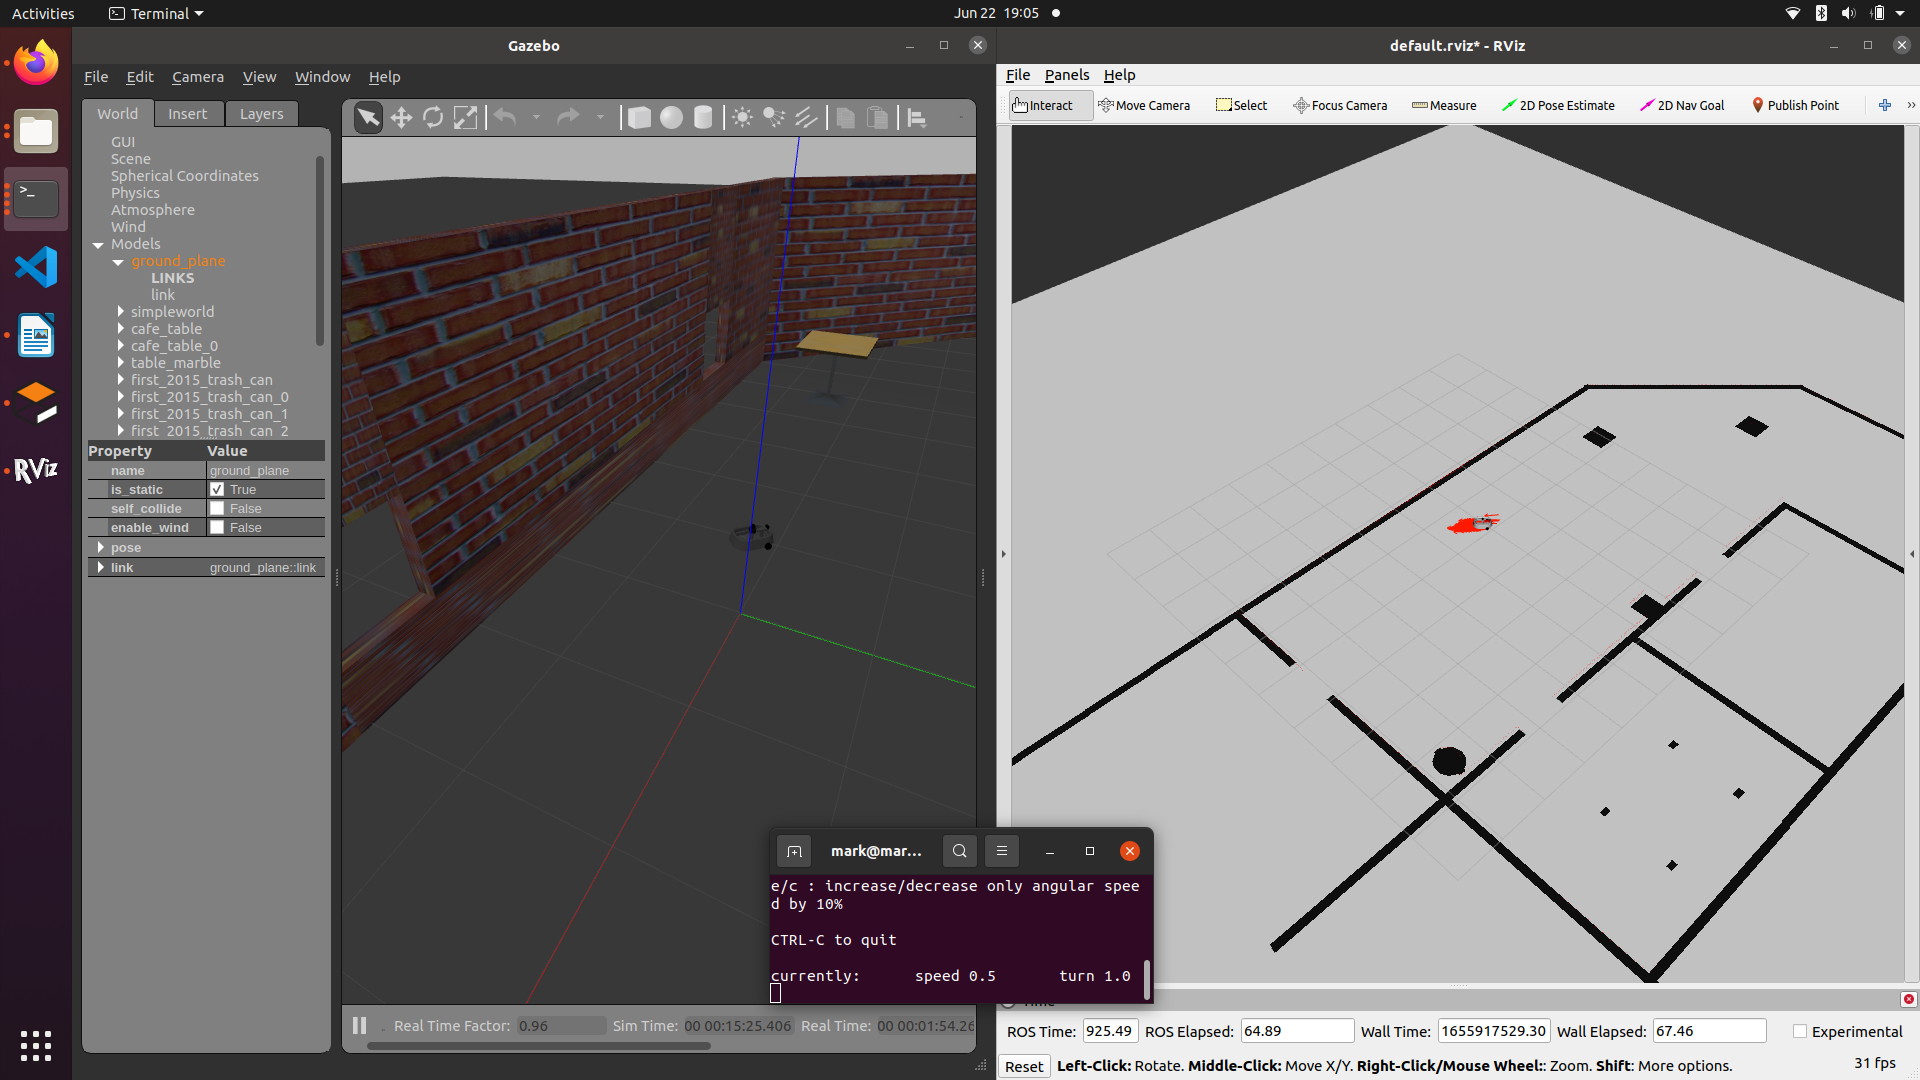 Activities
Terminal
Jun 22 19:05
Gazebo
File Edit Camera View Window Help
World Insert Layers
GUI
Scene
Spherical Coordinates
Physics
Atmosphere
Wind
Models
ground_plane
LINKS
link
simpleworld
cafe_table
cafe_table_0
table_marble
first_2015_trash_can
first_2015_trash_can_0
first_2015_trash_can_1
first_2015_trash_can_2
Property Value
name ground_plane
is_static True
self_collide False
enable_wind False
pose
link ground_plane::link
Real Time Factor: 0.96 Sim Time: 00 00:15:25.406 Real Time: 00 00:01:54.26
RViz
default.rviz* - RViz
File Panels Help
Interact Move Camera Select Focus Camera Measure 2D Pose Estimate 2D Nav Goal Publish Point
mark@mar...
e/c : increase/decrease only angular spee
d by 10%
CTRL-C to quit
currently: speed 0.5 turn 1.0
ROS Time: 925.49 ROS Elapsed: 64.89 Wall Time: 1655917529.30 Wall Elapsed: 67.46 Experimental
Reset Left-Click: Rotate. Middle-Click: Move X/Y. Right-Click/Mouse Wheel:: Zoom. Shift: More options. 31 fps